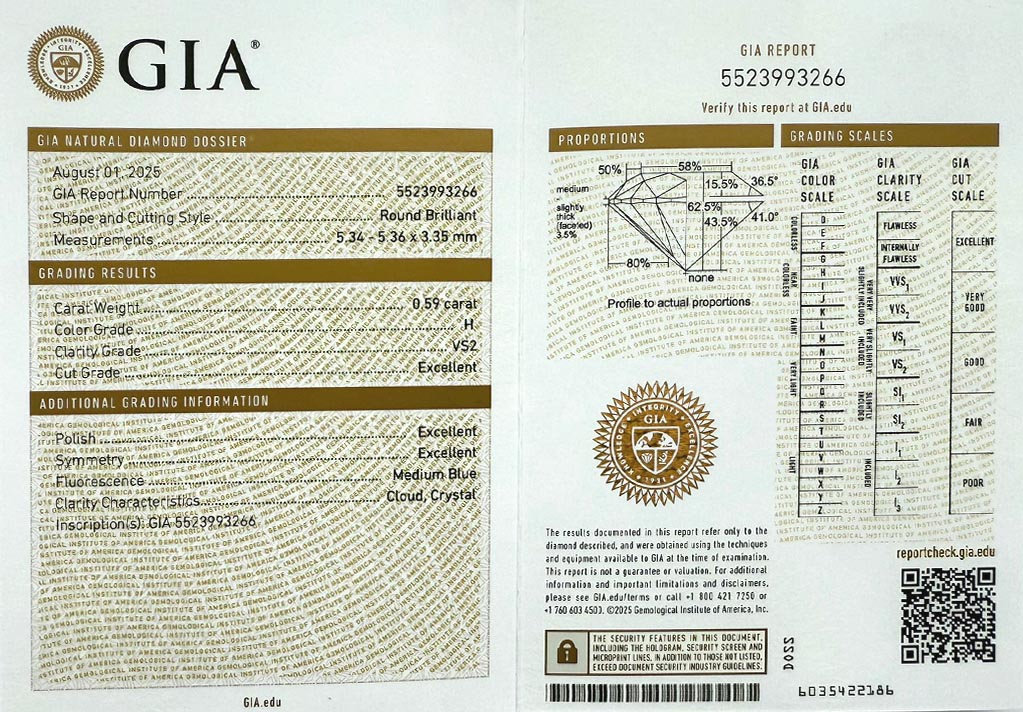 GIA®
GIA NATURAL DIAMOND DOSSIER®
August 01, 2025
GIA Report Number 5523993266
Shape and Cutting Style Round Brilliant
Measurements 5.34 - 5.36 x 3.35 mm
GRADING RESULTS
Carat Weight 0.59 carat
Color Grade H
Clarity Grade VS2
Cut Grade Excellent
ADDITIONAL GRADING INFORMATION
Polish Excellent
Symmetry Excellent
Fluorescence Medium Blue
Clarity Characteristics Cloud, Crystal
Inscription(s): GIA 5523993266
GIA.edu
GIA REPORT
5523993266
Verify this report at GIA.edu
PROPORTIONS
50%
58%
medium
15.5%
36.5°
slightly
thick
(faceted)
3.5%
62.5%
43.5%
41.0°
80%
none
Profile to actual proportions
INTEGRITY
GIA
KNOWLEDGE
EXCELLENCE
1931
The results documented in this report refer only to the
diamond described, and were obtained using the techniques
and equipment available to GIA at the time of examination.
This report is not a guarantee or valuation. For additional
information and important limitations and disclaimers,
please see GIA.edu/terms or call +1 800 421 7250 or
+1 760 603 4500. ©2025 Gemological Institute of America, Inc.
THE SECURITY FEATURES IN THIS DOCUMENT,
INCLUDING THE HOLOGRAM, SECURITY SCREEN AND
MICROPRINT LINES, IN ADDITION TO THOSE NOT LISTED,
EXCEED DOCUMENT SECURITY INDUSTRY GUIDELINES.
GRADING SCALES
GIA
COLOR
SCALE
COLORLESS
D
E
F
NEAR
COLORLESS
G
H
I
J
FAINT
K
L
M
VERY LIGHT
N
O
P
Q
R
LIGHT
S
T
U
V
W
X
Y
Z
GIA
CLARITY
SCALE
FLAWLESS
INTERNALLY
FLAWLESS
VERY VERY
SLIGHTLY INCLUDED
VVS1
VVS2
VERY SLIGHTLY
INCLUDED
VS1
VS2
SLIGHTLY
INCLUDED
SI1
SI2
INCLUDED
I1
I2
I3
GIA
CUT
SCALE
EXCELLENT
VERY
GOOD
GOOD
FAIR
POOR
reportcheck.gia.edu
6035422186